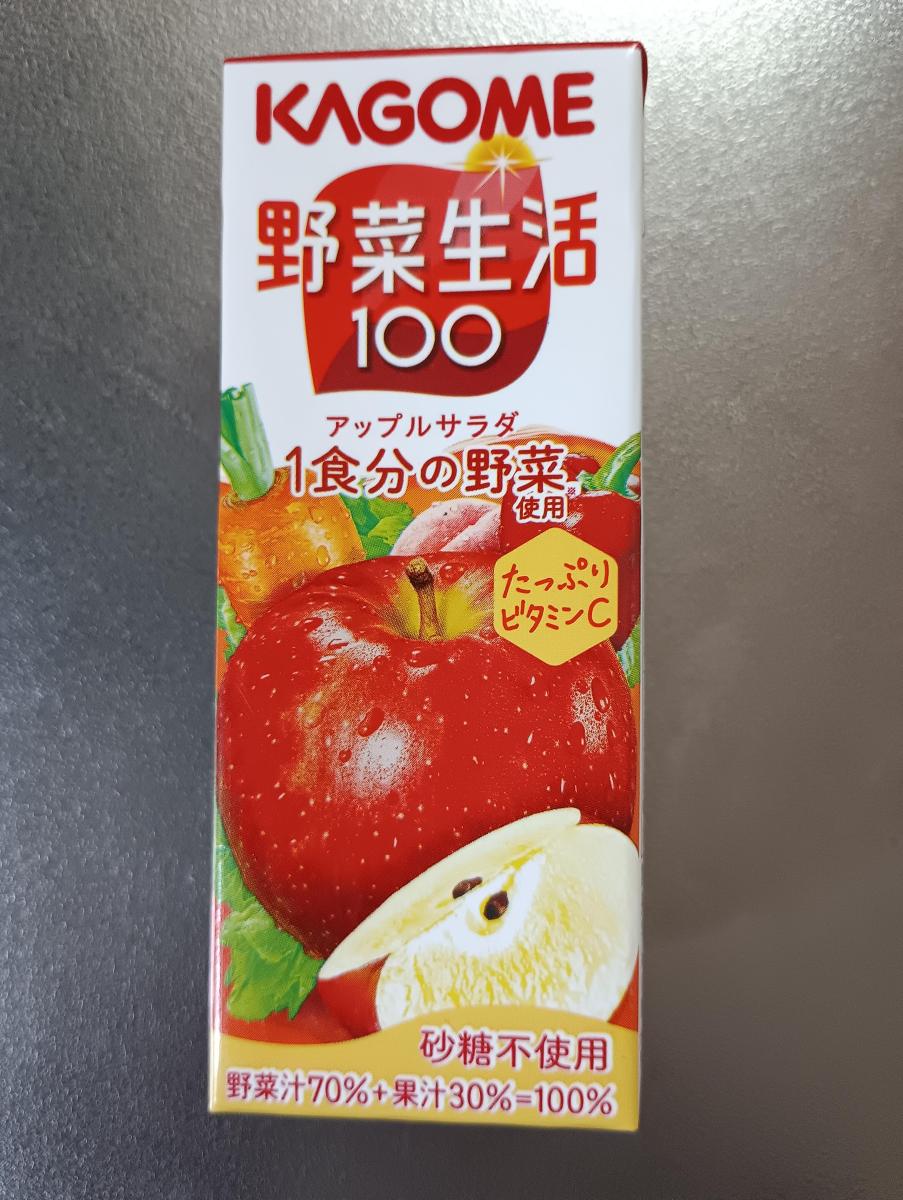 KAGOME
野菜生活
100
アップルサラダ
1食分の野菜
使用※
たっぷり
ビタミンC
砂糖不使用
野菜汁70%+果汁30%=100%